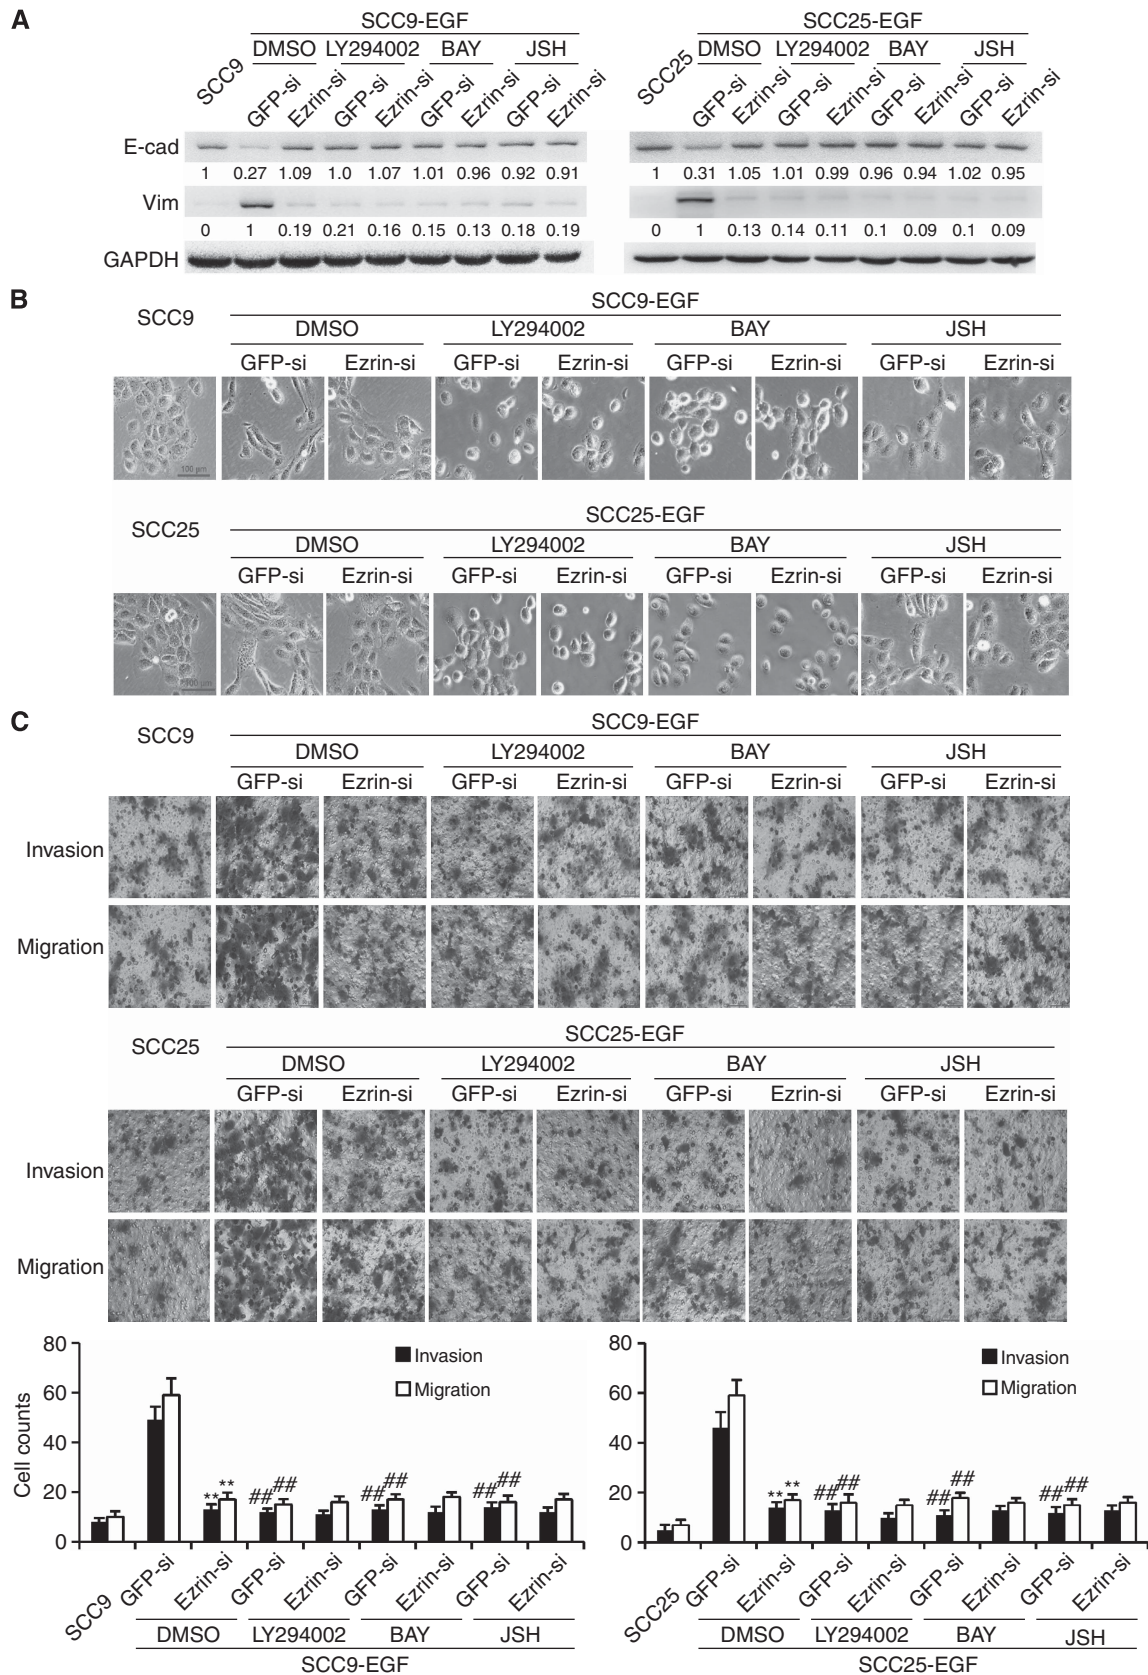 A
SCC9-EGF
SCC25-EGF
DMSO LY294002 BAY JSH
DMSO LY294002 BAY JSH
SCC9 GFP-si Ezrin-si GFP-si Ezrin-si GFP-si Ezrin-si GFP-si Ezrin-si
SCC25 GFP-si Ezrin-si GFP-si Ezrin-si GFP-si Ezrin-si GFP-si Ezrin-si
E-cad
1 0.27 1.09 1.0 1.07 1.01 0.96 0.92 0.91
1 0.31 1.05 1.01 0.99 0.96 0.94 1.02 0.95
Vim
0 1 0.19 0.21 0.16 0.15 0.13 0.18 0.19
0 1 0.13 0.14 0.11 0.1 0.09 0.1 0.09
GAPDH
B
SCC9
SCC9-EGF
DMSO LY294002 BAY JSH
GFP-si Ezrin-si GFP-si Ezrin-si GFP-si Ezrin-si GFP-si Ezrin-si
100 μm
SCC25
SCC25-EGF
DMSO LY294002 BAY JSH
GFP-si Ezrin-si GFP-si Ezrin-si GFP-si Ezrin-si GFP-si Ezrin-si
100 μm
C
SCC9
SCC9-EGF
DMSO LY294002 BAY JSH
GFP-si Ezrin-si GFP-si Ezrin-si GFP-si Ezrin-si GFP-si Ezrin-si
Invasion
Migration
SCC25
SCC25-EGF
DMSO LY294002 BAY JSH
GFP-si Ezrin-si GFP-si Ezrin-si GFP-si Ezrin-si GFP-si Ezrin-si
Invasion
Migration
Cell counts
80
60
40
20
0
Invasion
Migration
** ** ## ## ## ## ## ##
SCC9 GFP-si Ezrin-si GFP-si Ezrin-si GFP-si Ezrin-si GFP-si Ezrin-si
DMSO LY294002 BAY JSH
SCC9-EGF
80
60
40
20
0
Invasion
Migration
** ** ## ## ## ## ## ##
SCC25 GFP-si Ezrin-si GFP-si Ezrin-si GFP-si Ezrin-si GFP-si Ezrin-si
DMSO LY294002 BAY JSH
SCC25-EGF